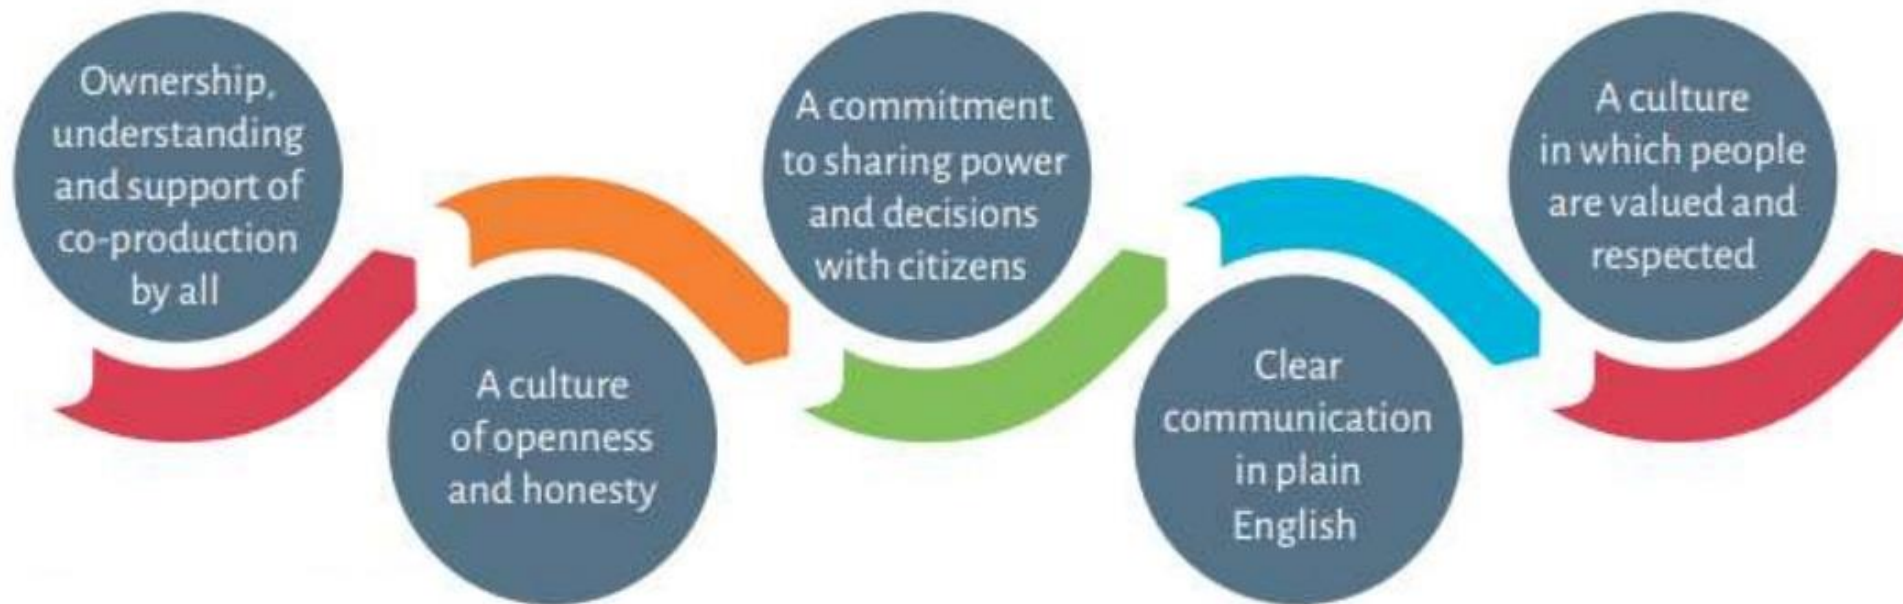 Ownership,
understanding
and support of
co-production
by all
A culture
of openness
and honesty
A commitment
to sharing power
and decisions
with citizens
Clear
communication
in plain
English
A culture
in which people
are valued and
respected